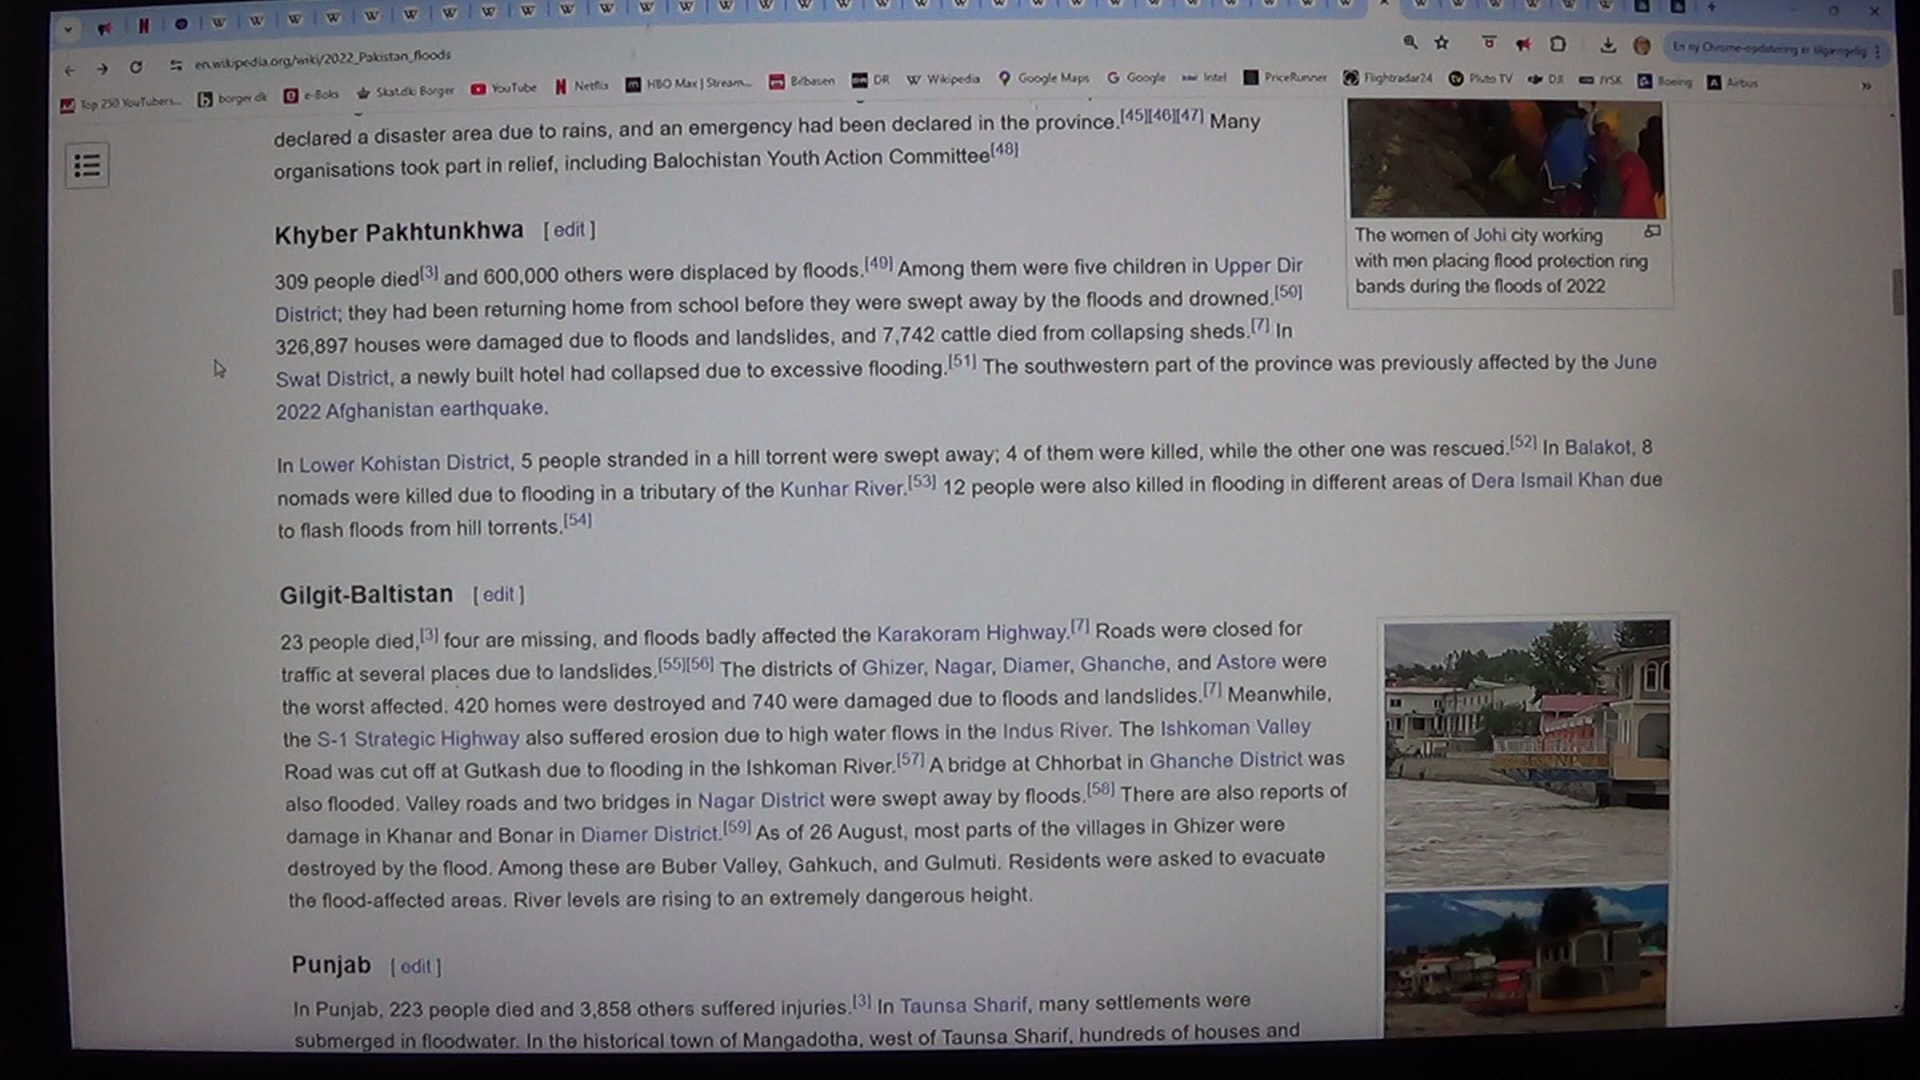 en.wikipedia.org/wiki/2022_Pakistan_floods
En ny Chrome-opdatering er tilgængelig
Top 250 YouTubers... borger.dk e-Boks Skat.dk: Borger YouTube Netflix HBO Max | Stream... Bilbasen DR Wikipedia Google Maps Google Intel PriceRunner Flightradar24 Pluto TV DJI JYSK Boeing Airbus
declared a disaster area due to rains, and an emergency had been declared in the province.[45][46][47] Many
organisations took part in relief, including Balochistan Youth Action Committee[48]
The women of Johi city working
with men placing flood protection ring
bands during the floods of 2022
Khyber Pakhtunkhwa [ edit ]
309 people died[3] and 600,000 others were displaced by floods.[49] Among them were five children in Upper Dir
District; they had been returning home from school before they were swept away by the floods and drowned.[50]
326,897 houses were damaged due to floods and landslides, and 7,742 cattle died from collapsing sheds.[7] In
Swat District, a newly built hotel had collapsed due to excessive flooding.[51] The southwestern part of the province was previously affected by the June
2022 Afghanistan earthquake.
In Lower Kohistan District, 5 people stranded in a hill torrent were swept away; 4 of them were killed, while the other one was rescued.[52] In Balakot, 8
nomads were killed due to flooding in a tributary of the Kunhar River.[53] 12 people were also killed in flooding in different areas of Dera Ismail Khan due
to flash floods from hill torrents.[54]
Gilgit-Baltistan [ edit ]
23 people died,[3] four are missing, and floods badly affected the Karakoram Highway.[7] Roads were closed for
traffic at several places due to landslides.[55][56] The districts of Ghizer, Nagar, Diamer, Ghanche, and Astore were
the worst affected. 420 homes were destroyed and 740 were damaged due to floods and landslides.[7] Meanwhile,
the S-1 Strategic Highway also suffered erosion due to high water flows in the Indus River. The Ishkoman Valley
Road was cut off at Gutkash due to flooding in the Ishkoman River.[57] A bridge at Chhorbat in Ghanche District was
also flooded. Valley roads and two bridges in Nagar District were swept away by floods.[58] There are also reports of
damage in Khanar and Bonar in Diamer District.[59] As of 26 August, most parts of the villages in Ghizer were
destroyed by the flood. Among these are Buber Valley, Gahkuch, and Gulmuti. Residents were asked to evacuate
the flood-affected areas. River levels are rising to an extremely dangerous height.
Punjab [ edit ]
In Punjab, 223 people died and 3,858 others suffered injuries.[3] In Taunsa Sharif, many settlements were
submerged in floodwater. In the historical town of Mangadotha, west of Taunsa Sharif, hundreds of houses and